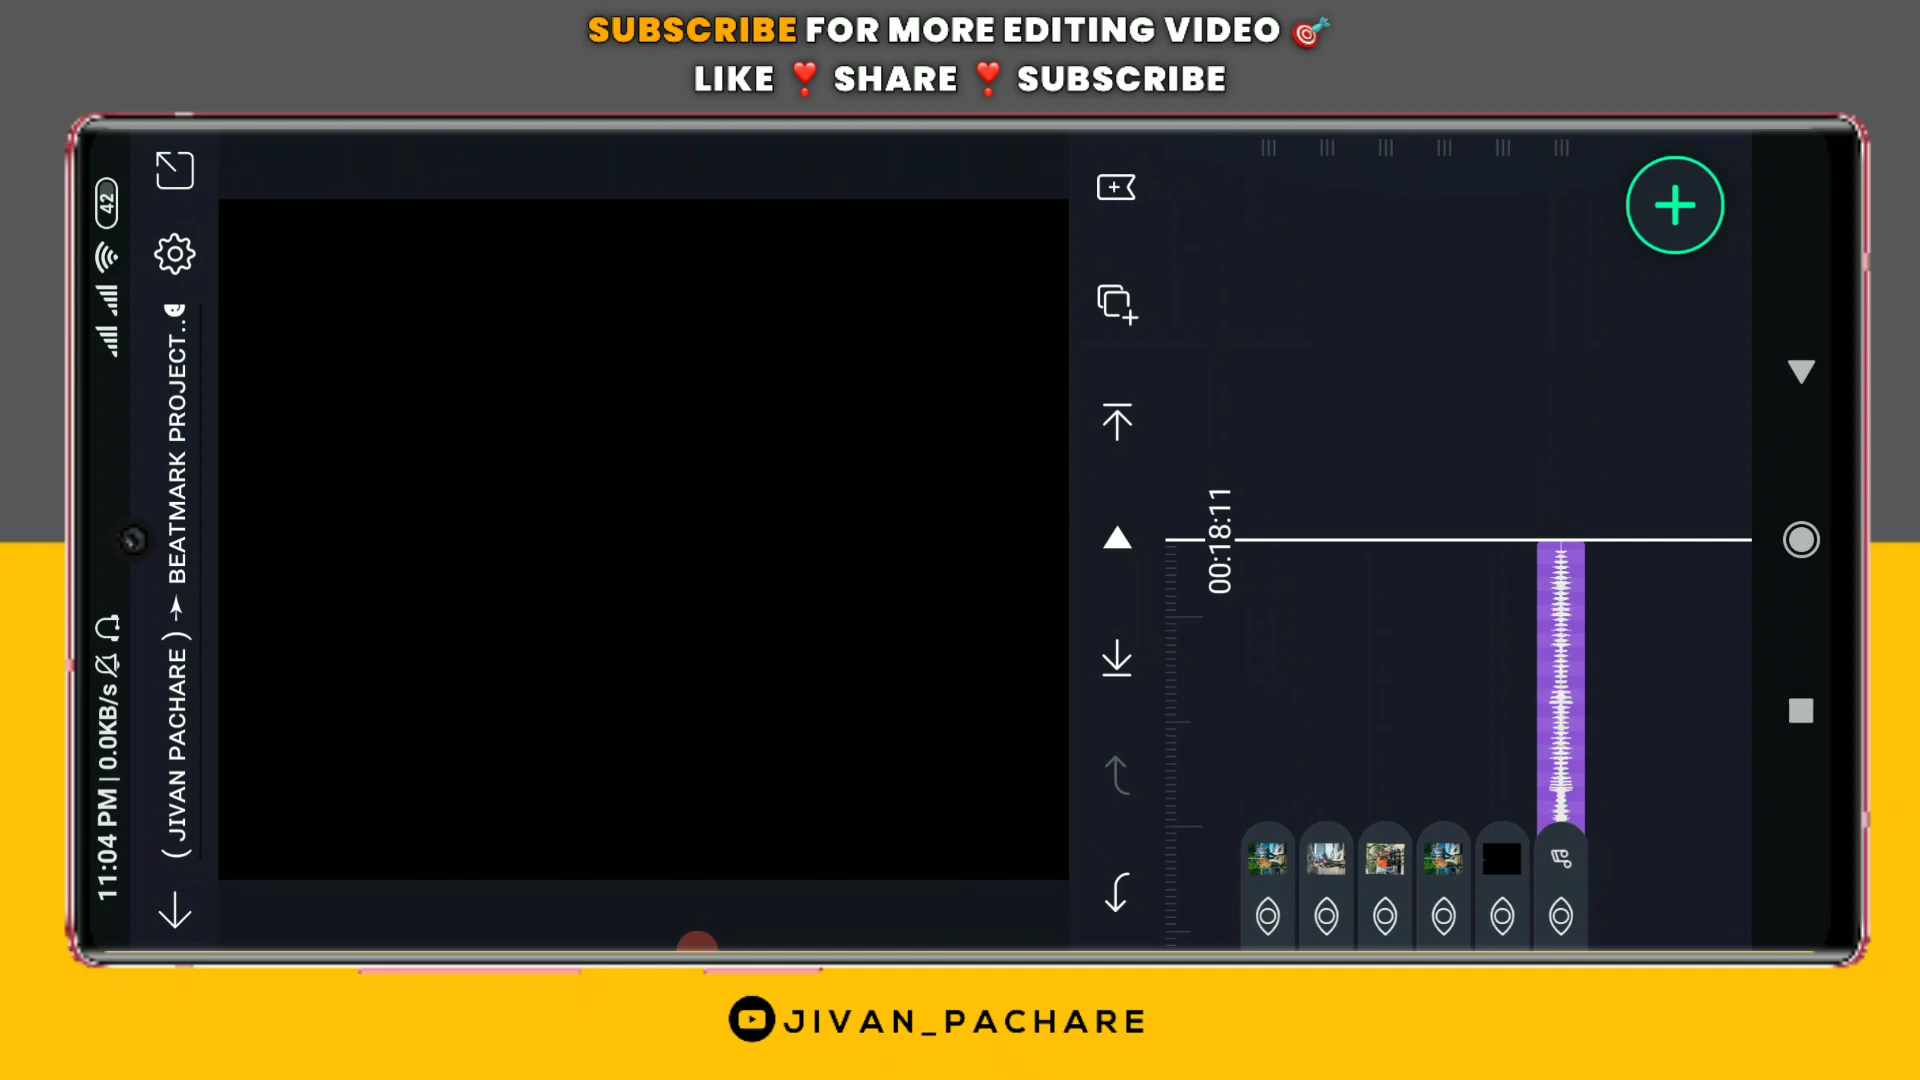 SUBSCRIBE FOR MORE EDITING VIDEO 🎯
LIKE ❣️ SHARE ❣️ SUBSCRIBE
11:04 PM | 0.0KB/s
42
( JIVAN PACHARE ) ➤ BEATMARK PROJECT..
00:18:11
JIVAN_PACHARE